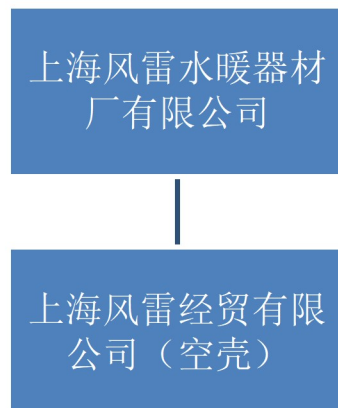 上海风雷水暖器材
厂有限公司
上海风雷经贸有限
公司（空壳）